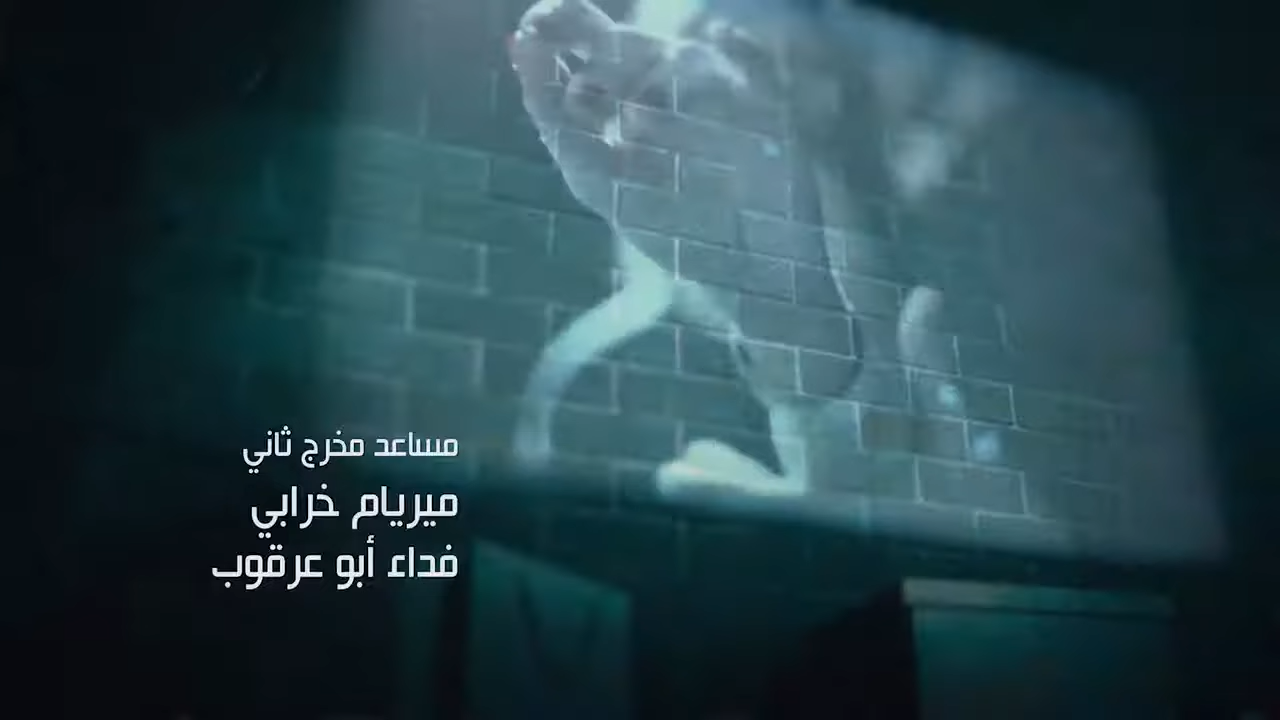 مساعد مخرج ثاني
ميريام خرابي
فداء أبو عرقوب